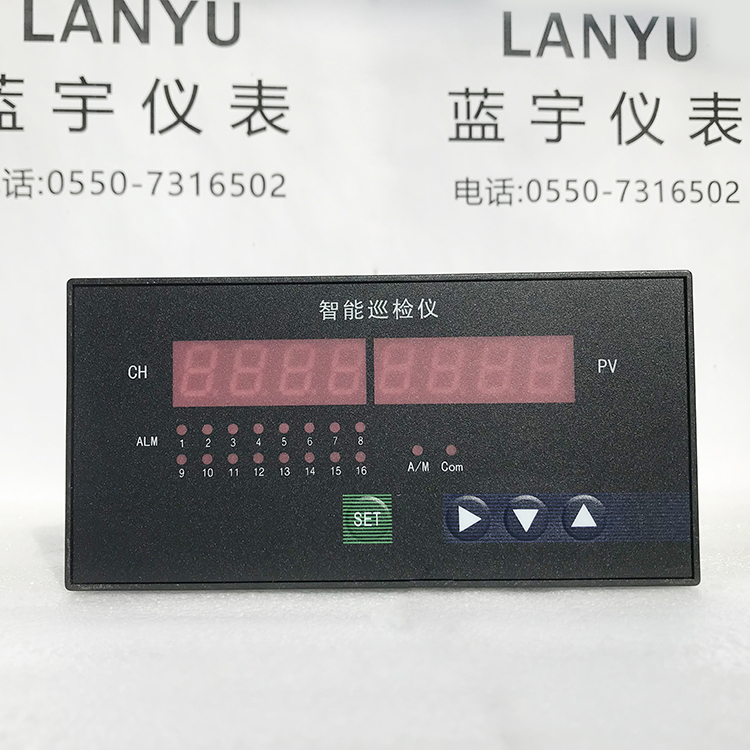 LANYU
LANYU
蓝宇仪表
蓝宇仪表
话:0550-7316502
电话:0550-7316502
智能巡检仪
CH
PV
ALM
1 2 3 4 5 6 7 8
9 10 11 12 13 14 15 16
A/M Com
SET